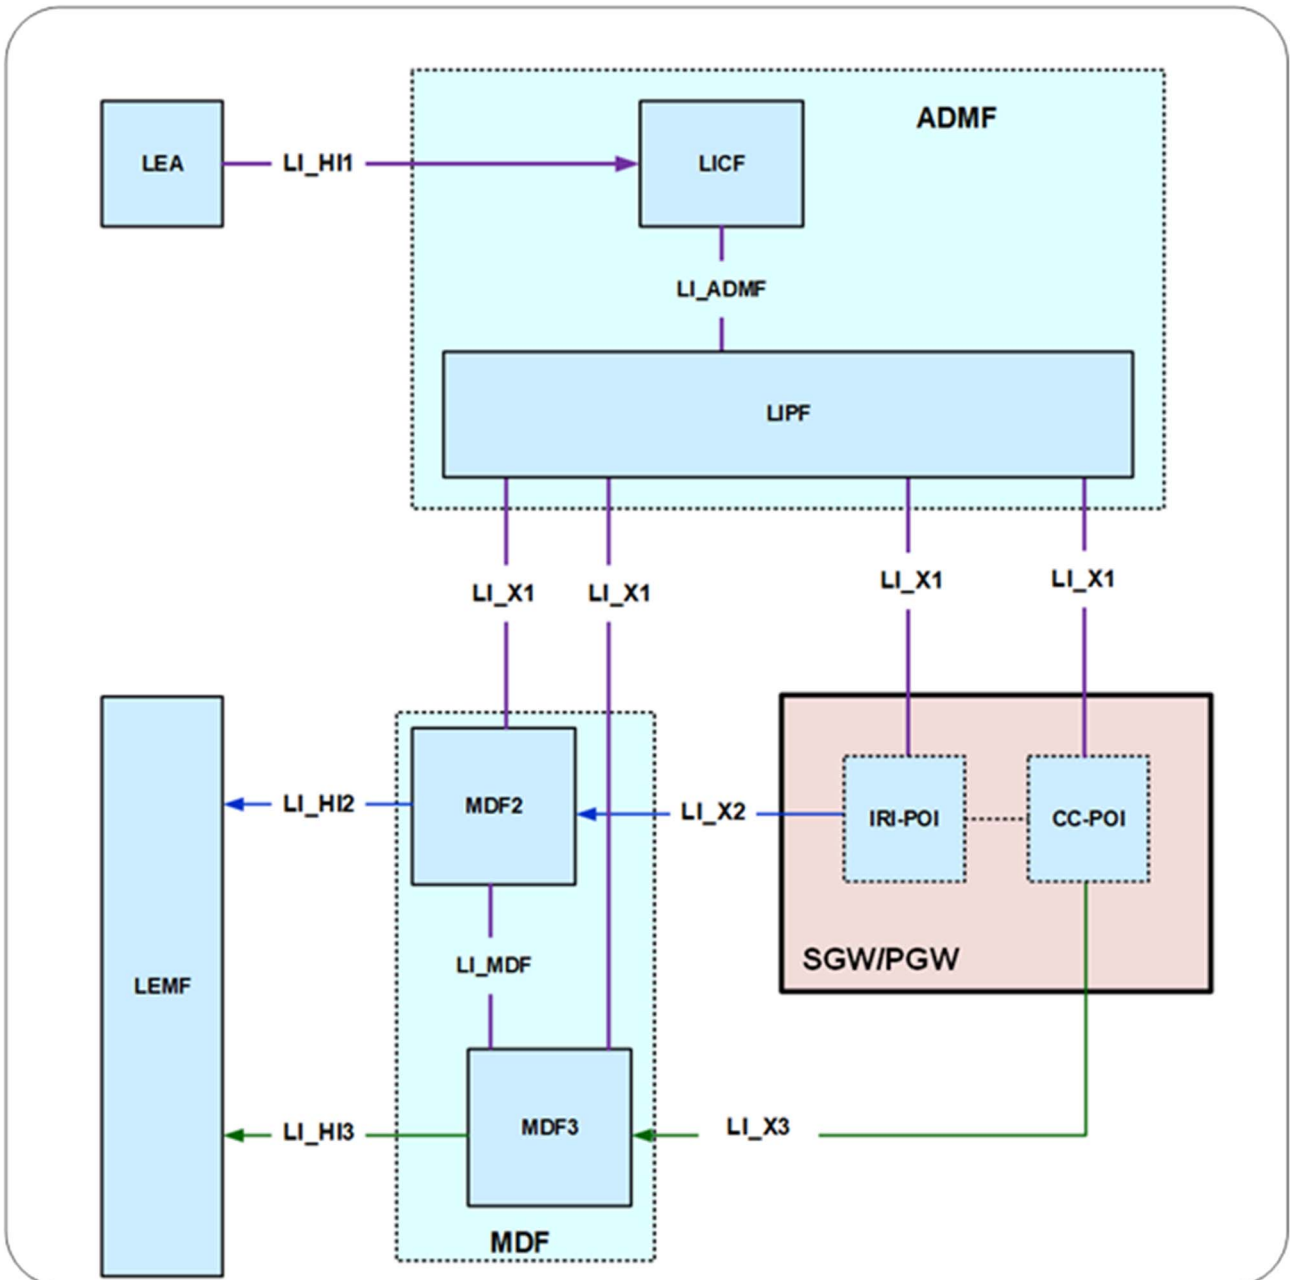 ADMF
LEA
LI_HI1
LICF
LI_ADMF
LIPF
LI_X1
LI_X1
LI_X1
LI_X1
LEMF
LI_HI2
MDF2
LI_X2
IRI-POI
CC-POI
SGW/PGW
LI_MDF
LI_HI3
MDF3
LI_X3
MDF